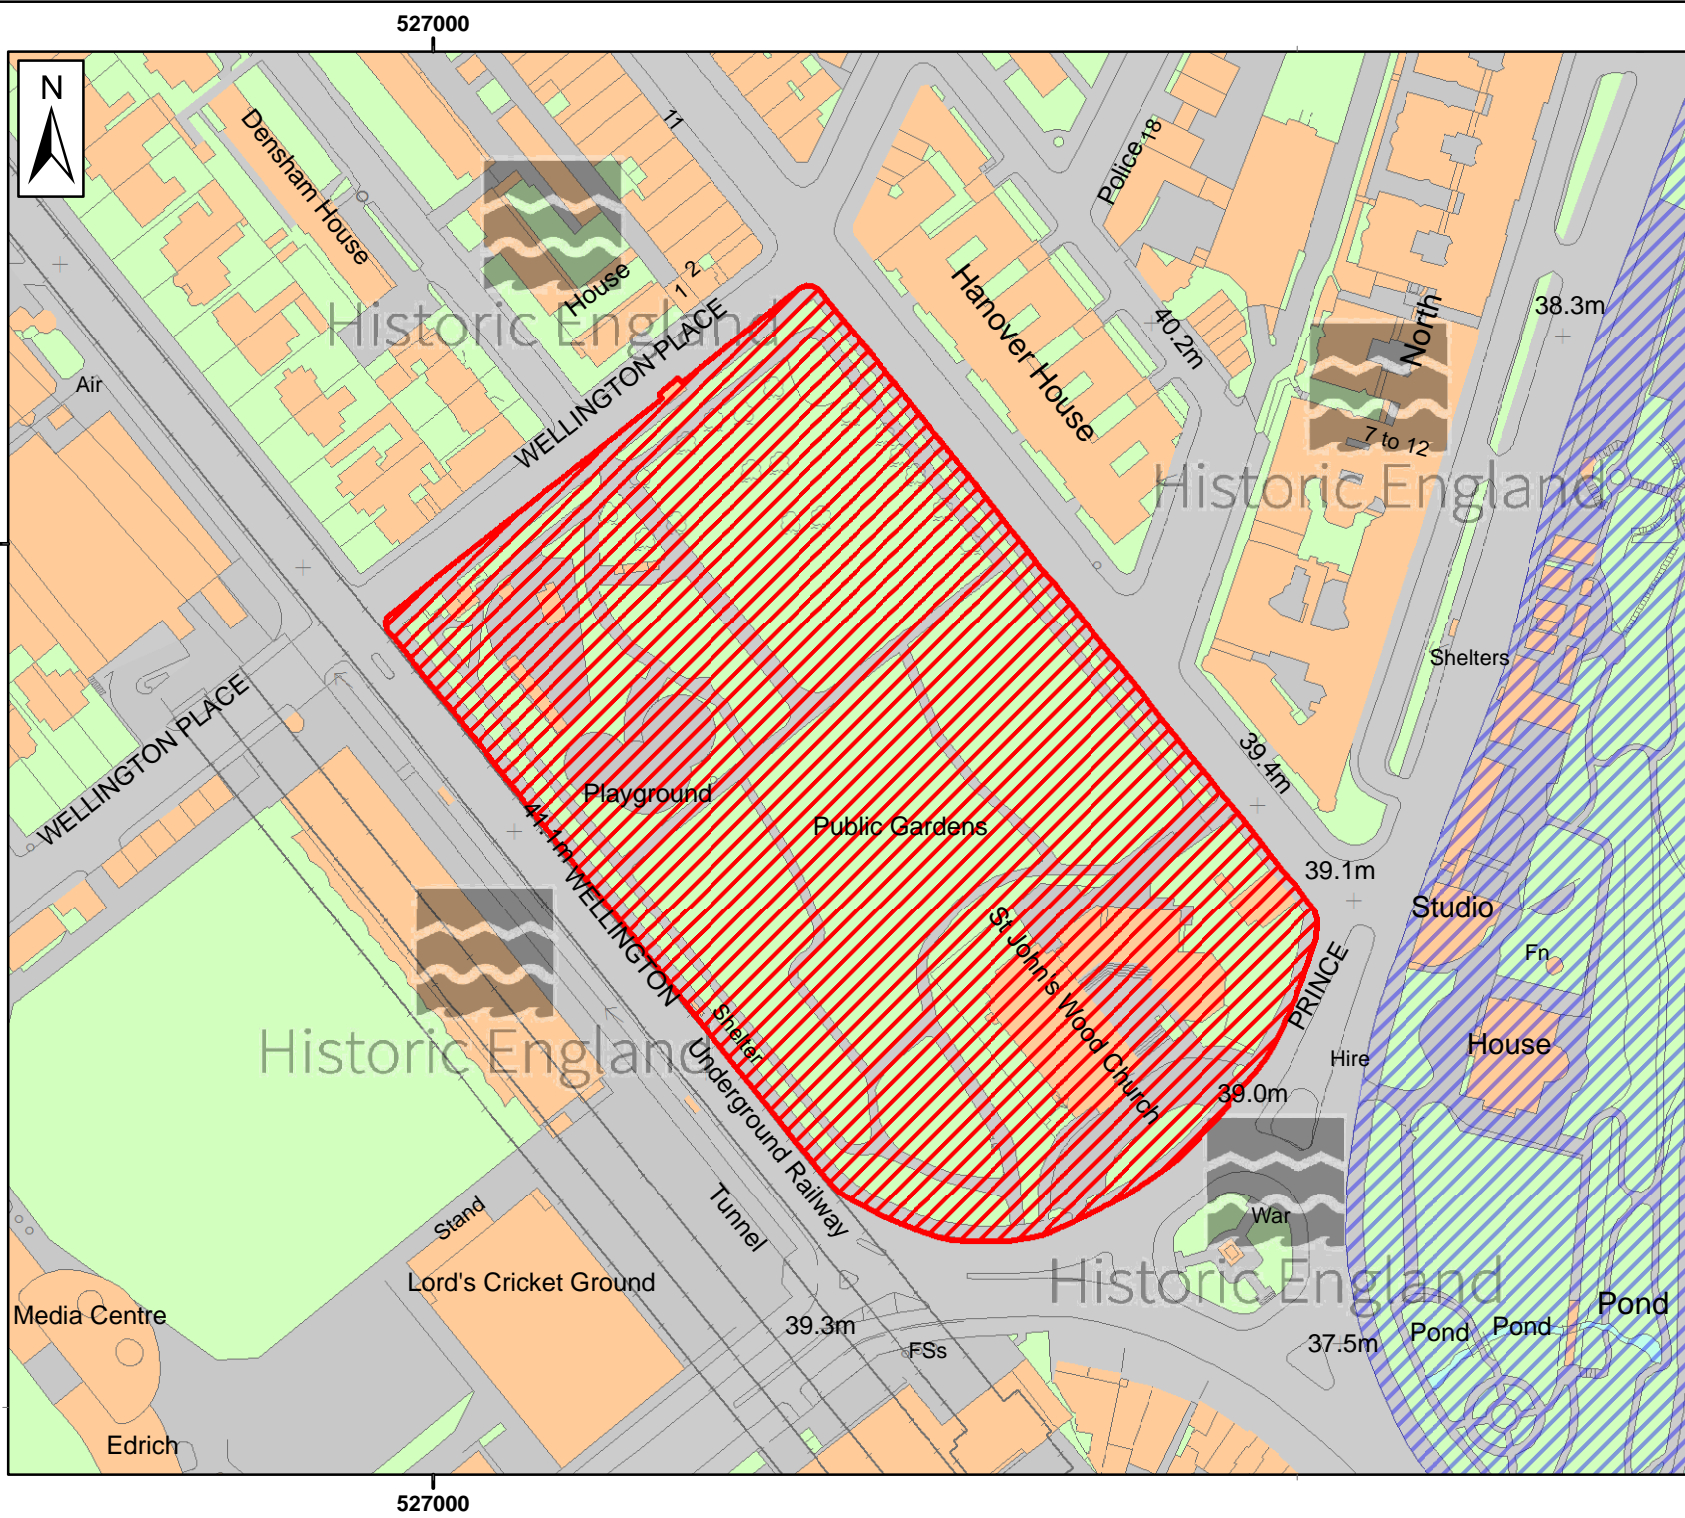 527000
N
11
Densham House
Police 18
House
2
1
WELLINGTON PLACE
Historic England
Hanover House
40.2m
North
38.3m
Air
7 to 12
Historic England
Shelters
WELLINGTON PLACE
39.4m
Playground
41.1m
Public Gardens
39.1m
WELLINGTON
St John's Wood Church
Studio
Fn
PRINCE
Historic England
Shelter
Underground Railway
Hire
House
39.0m
Tunnel
Stand
War
Historic England
Lord's Cricket Ground
Media Centre
39.3m
FSs
37.5m
Pond
Pond
Pond
Edrich
527000